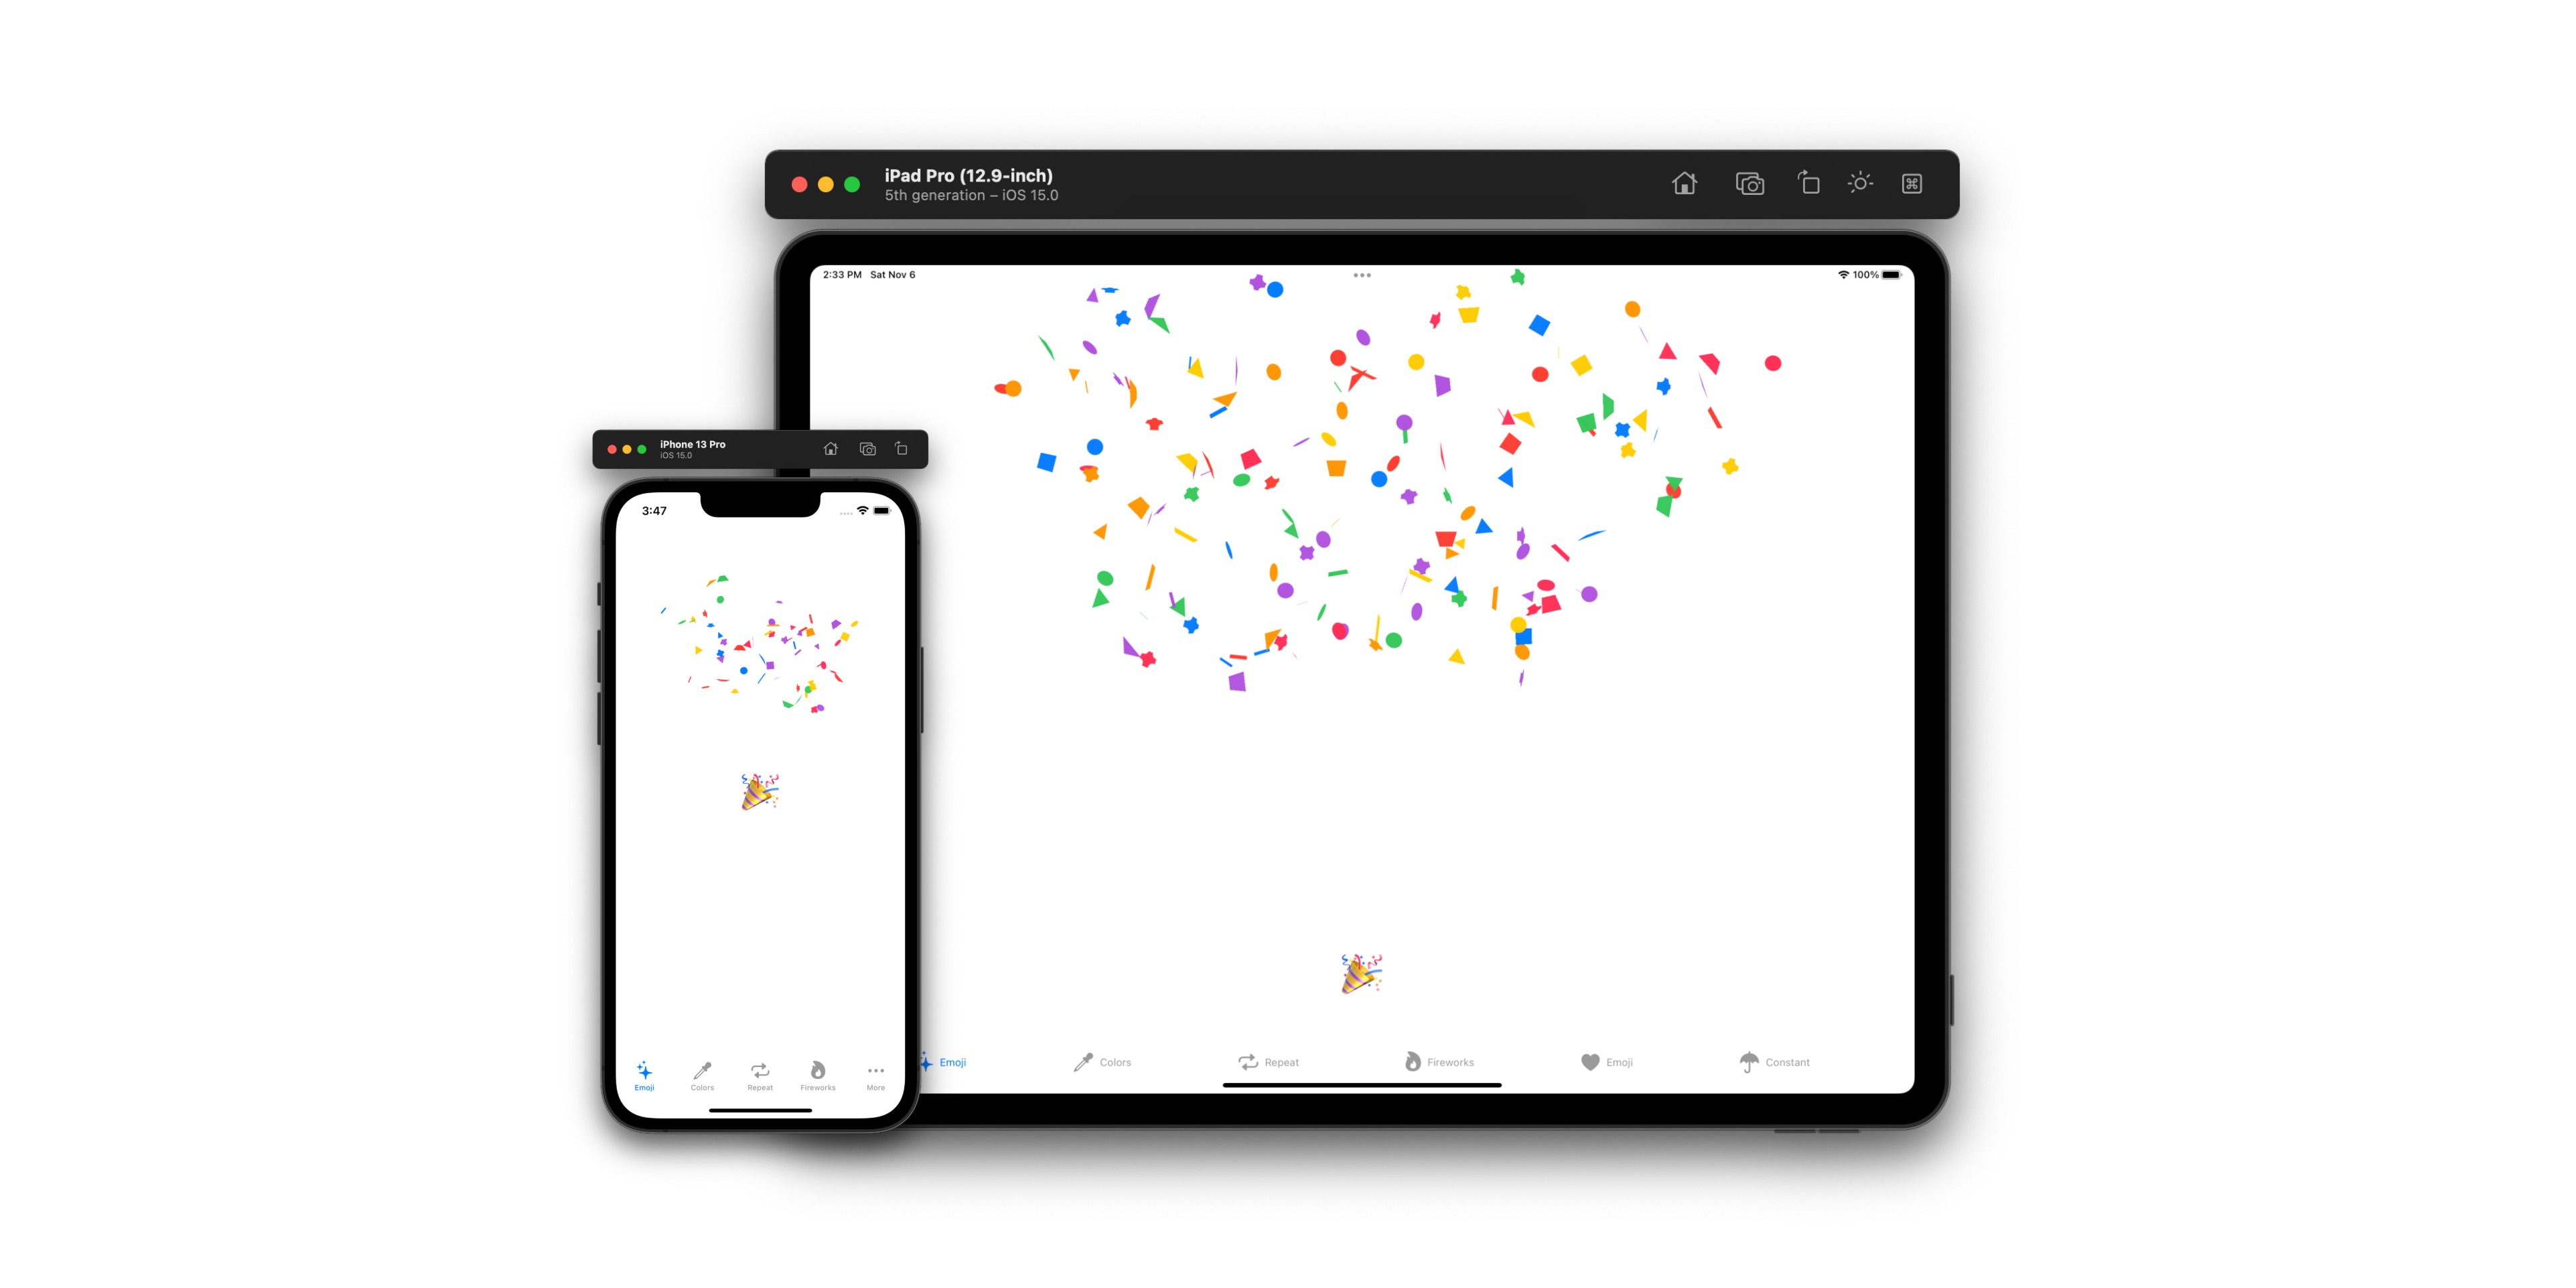 iPad Pro (12.9-inch)
5th generation – iOS 15.0
2:33 PM Sat Nov 6
100%
iPhone 13 Pro
iOS 15.0
3:47
Emoji
Colors
Repeat
Fireworks
More
Emoji
Colors
Repeat
Fireworks
Emoji
Constant